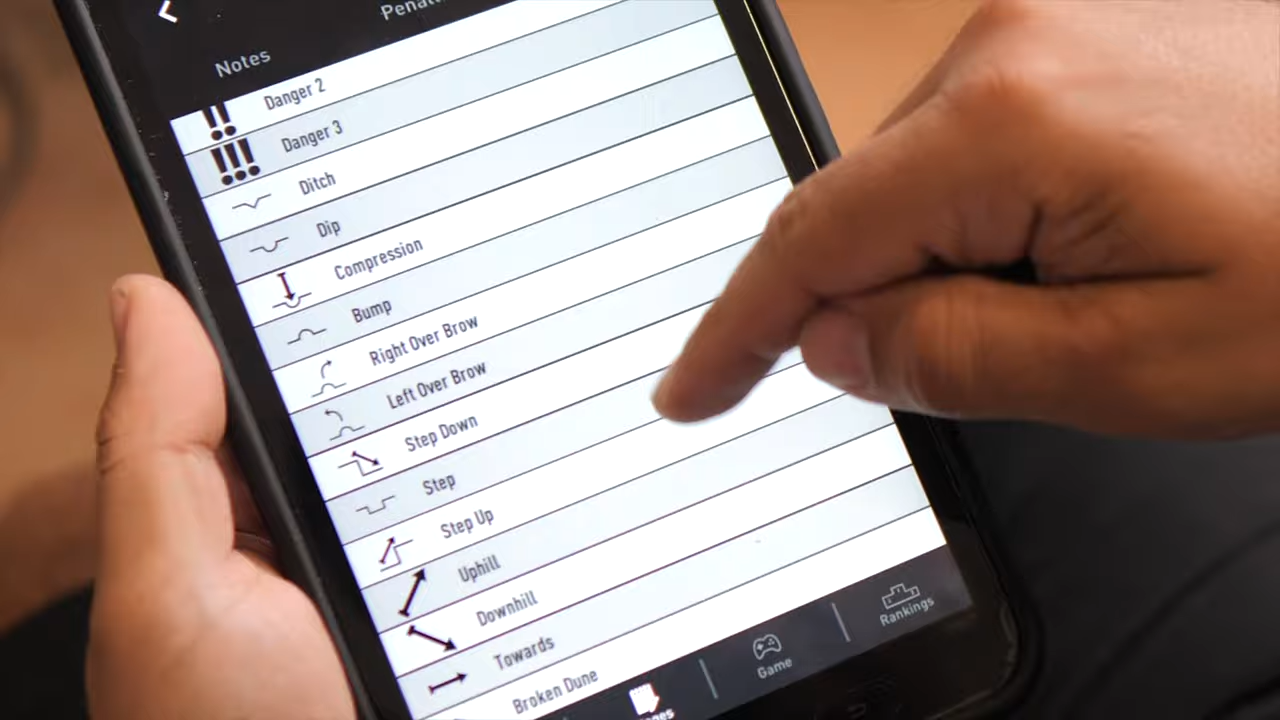 Notes
Danger 2
Danger 3
Ditch
Dip
Compression
Bump
Right Over Brow
Left Over Brow
Step Down
Step
Step Up
Uphill
Downhill
Towards
Broken Dune
Game
Rankings